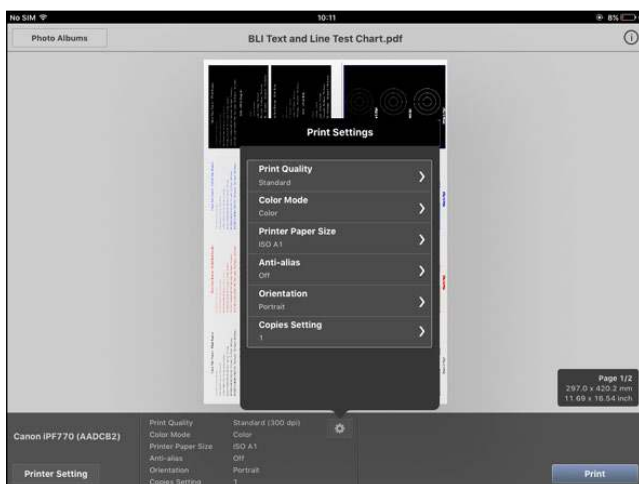 No SIM 10:11 8%
Photo Albums BLI Text and Line Test Chart.pdf
Print Settings
Print Quality
Standard
Color Mode
Color
Printer Paper Size
ISO A1
Anti-alias
Off
Orientation
Portrait
Copies Setting
1
Page 1/2
297.0 x 420.2 mm
11.69 x 16.54 inch
Canon iPF770 (AADCB2)
Printer Setting
Print Quality Standard (300 dpi)
Color Mode Color
Printer Paper Size ISO A1
Anti-alias Off
Orientation Portrait
Copies Setting 1
Print